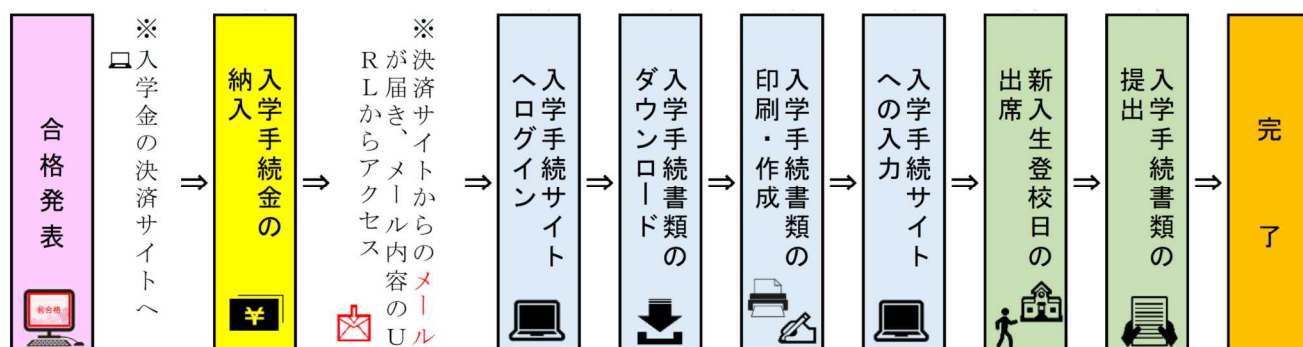 合格発表
㊗合格
※入学金の決済サイトへ
⇒
入学手続金の
納入
¥
⇒
※決済サイトからのメール
が届き、メール内容のU
RLからアクセス
⇒
入学手続サイト
へログイン
⇒
入学手続書類の
ダウンロード
⇒
入学手続書類の
印刷・作成
⇒
入学手続サイト
への入力
⇒
新入生登校日の
出席
⇒
入学手続書類の
提出
⇒
完了